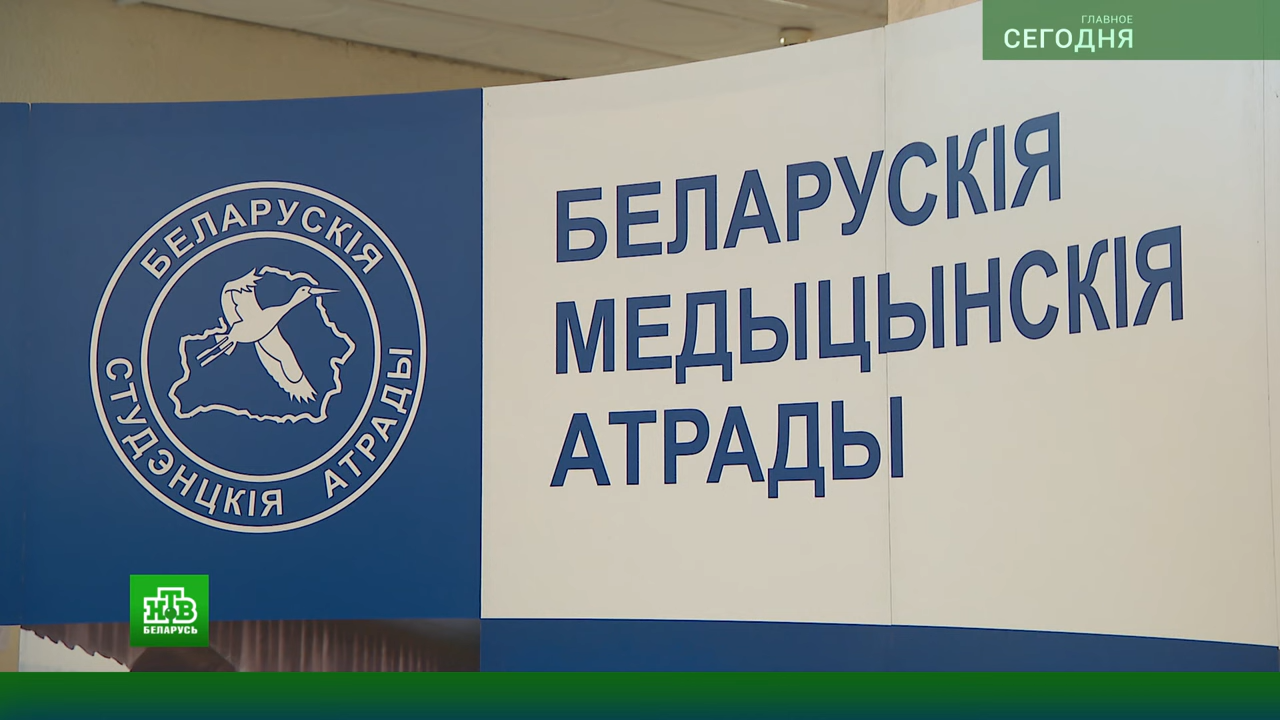 ГЛАВНОЕ
СЕГОДНЯ
БЕЛАРУСКІЯ
СТУДЭНЦКІЯ АТРАДЫ
БЕЛАРУСКІЯ
МЕДЫЦЫНСКІЯ
АТРАДЫ
НТВ
БЕЛАРУСЬ